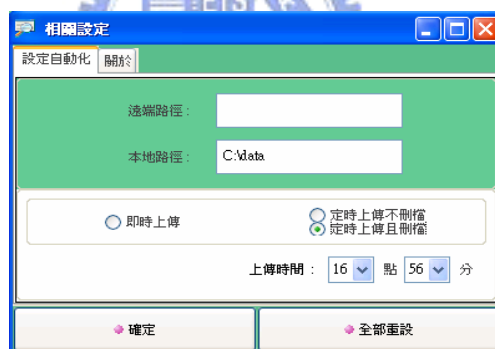 相關設定
設定自動化 關於
遠端路徑：
本地路徑： C:\data
即時上傳
定時上傳不刪檔
定時上傳且刪檔
上傳時間： 16 點 56 分
確定 全部重設